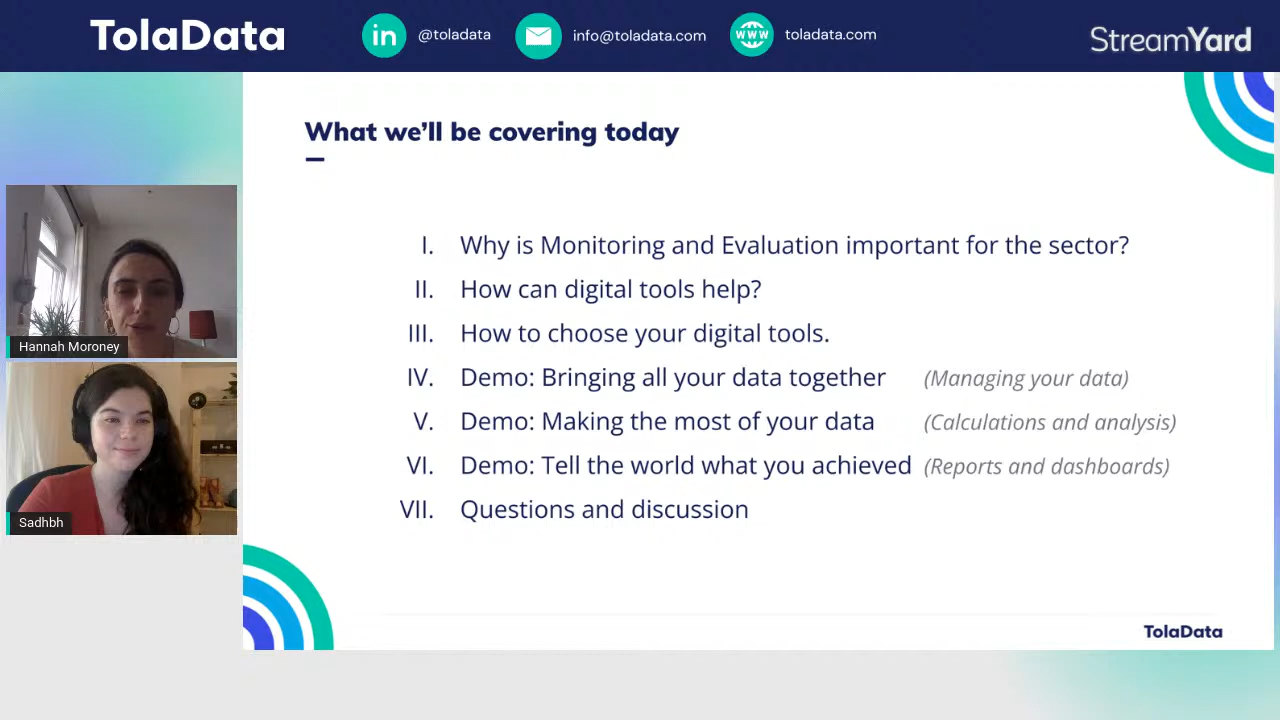 TolaData
@toladata
info@toladata.com
www
toladata.com
StreamYard
What we'll be covering today
I. Why is Monitoring and Evaluation important for the sector?
II. How can digital tools help?
III. How to choose your digital tools.
IV. Demo: Bringing all your data together (Managing your data)
V. Demo: Making the most of your data (Calculations and analysis)
VI. Demo: Tell the world what you achieved (Reports and dashboards)
VII. Questions and discussion
Hannah Moroney
Sadhbh
TolaData